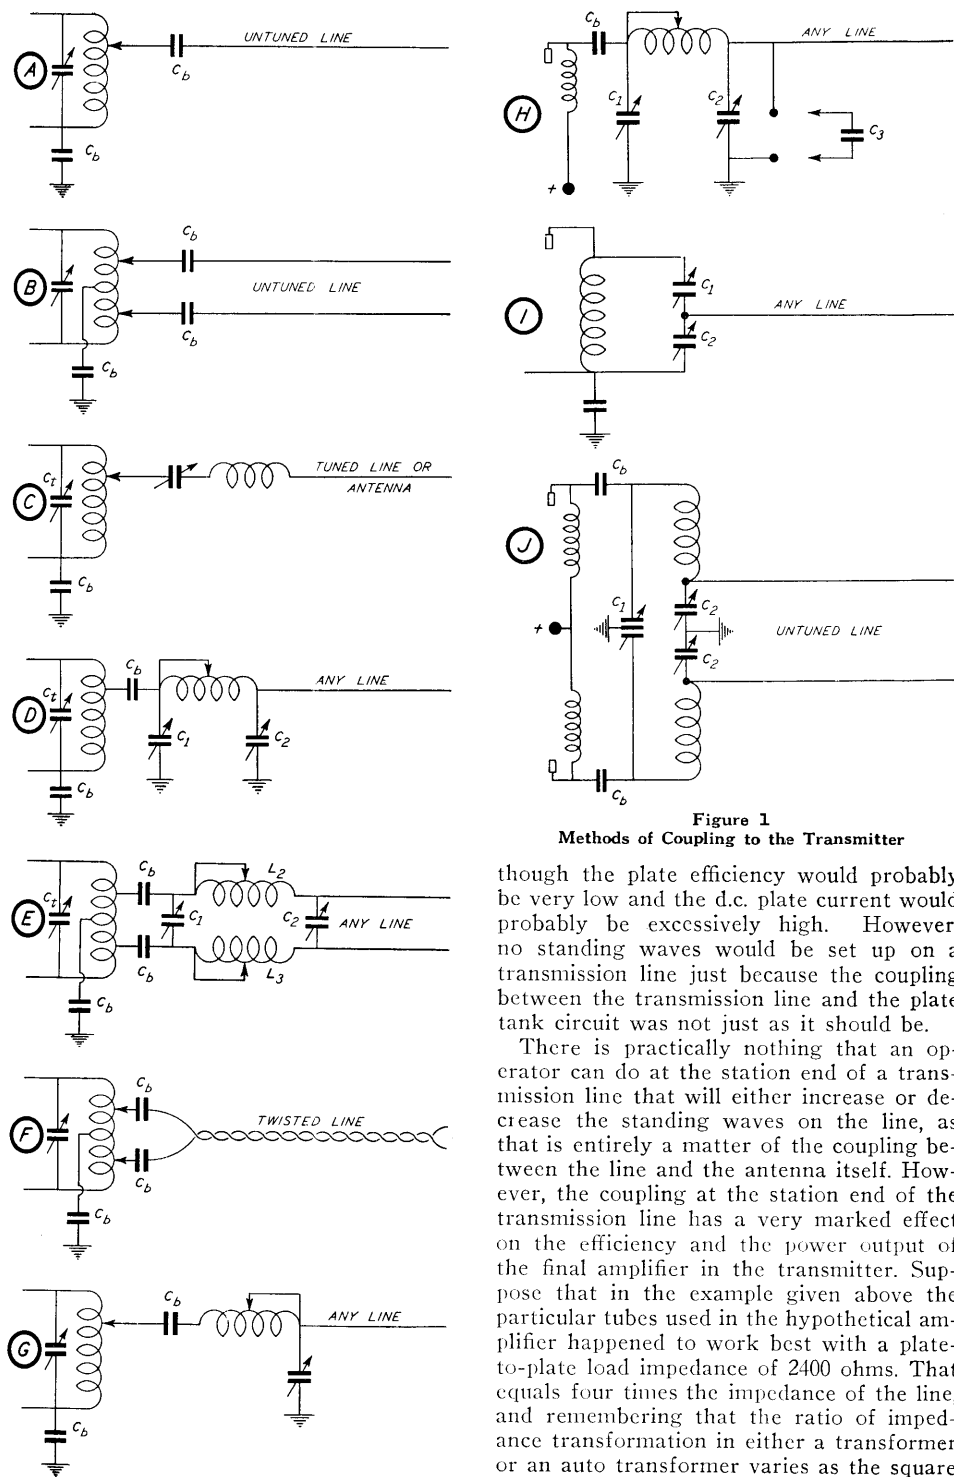 A
UNTUNED LINE
Cb
Cb
B
Cb
UNTUNED LINE
Cb
Cb
C
Ct
TUNED LINE OR
ANTENNA
Cb
D
Ct
Cb
ANY LINE
C1
C2
Cb
E
Ct
Cb
L2
C1
C2
ANY LINE
Cb
L3
Cb
F
Cb
TWISTED LINE
Cb
Cb
G
Cb
ANY LINE
Cb
H
Cb
ANY LINE
C1
C2
C3
+
I
C1
ANY LINE
C2
J
Cb
C1
C2
+
UNTUNED LINE
C2
Cb
Figure 1
Methods of Coupling to the Transmitter
though the plate efficiency would probably
be very low and the d.c. plate current would
probably be excessively high. However
no standing waves would be set up on a
transmission line just because the coupling
between the transmission line and the plate
tank circuit was not just as it should be.
There is practically nothing that an op-
erator can do at the station end of a trans-
mission line that will either increase or de-
crease the standing waves on the line, as
that is entirely a matter of the coupling be-
tween the line and the antenna itself. How-
ever, the coupling at the station end of the
transmission line has a very marked effect
on the efficiency and the power output of
the final amplifier in the transmitter. Sup-
pose that in the example given above the
particular tubes used in the hypothetical am-
plifier happened to work best with a plate-
to-plate load impedance of 2400 ohms. That
equals four times the impedance of the line,
and remembering that the ratio of imped-
ance transformation in either a transformer
or an auto transformer varies as the square